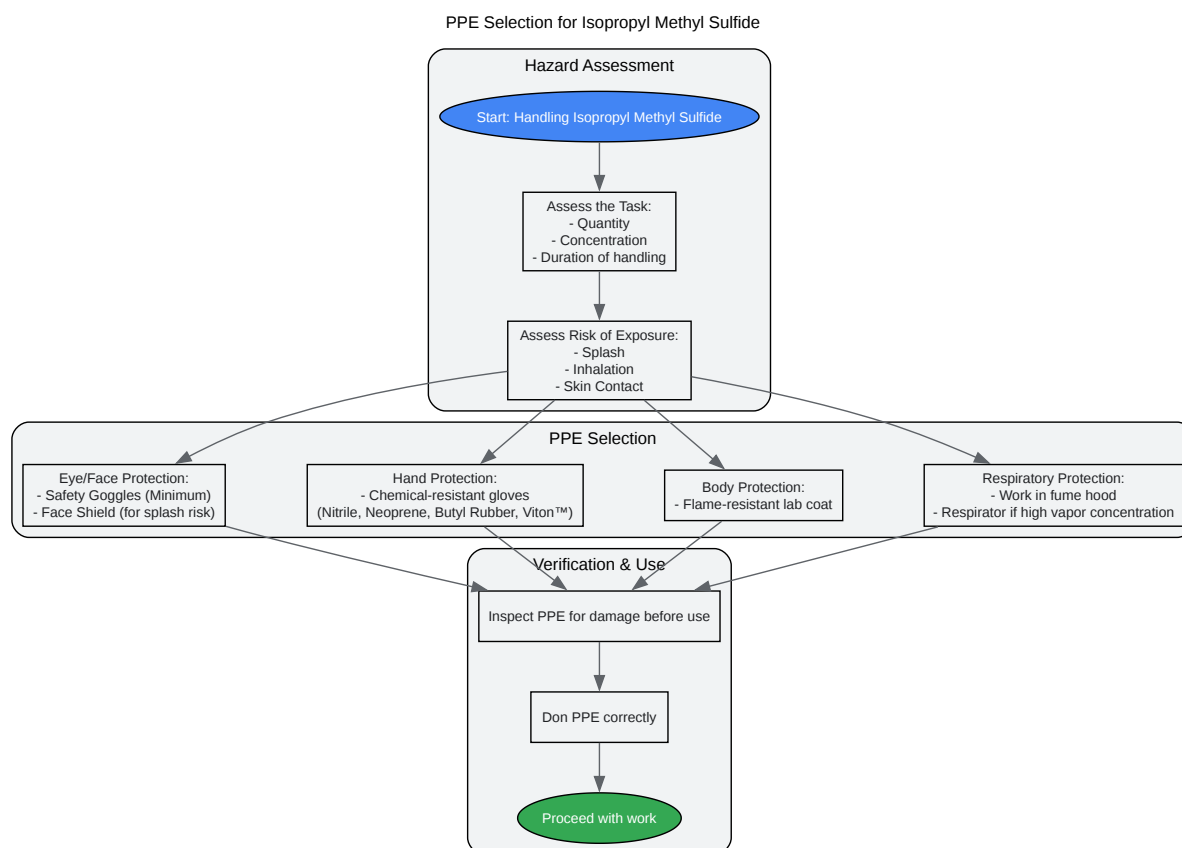 PPE Selection for Isopropyl Methyl Sulfide
Hazard Assessment
Start: Handling Isopropyl Methyl Sulfide
Assess the Task:
- Quantity
- Concentration
- Duration of handling
Assess Risk of Exposure:
- Splash
- Inhalation
- Skin Contact
PPE Selection
Eye/Face Protection:
- Safety Goggles (Minimum)
- Face Shield (for splash risk)
Hand Protection:
- Chemical-resistant gloves
(Nitrile, Neoprene, Butyl Rubber, Viton™)
Body Protection:
- Flame-resistant lab coat
Respiratory Protection:
- Work in fume hood
- Respirator if high vapor concentration
Verification & Use
Inspect PPE for damage before use
Don PPE correctly
Proceed with work